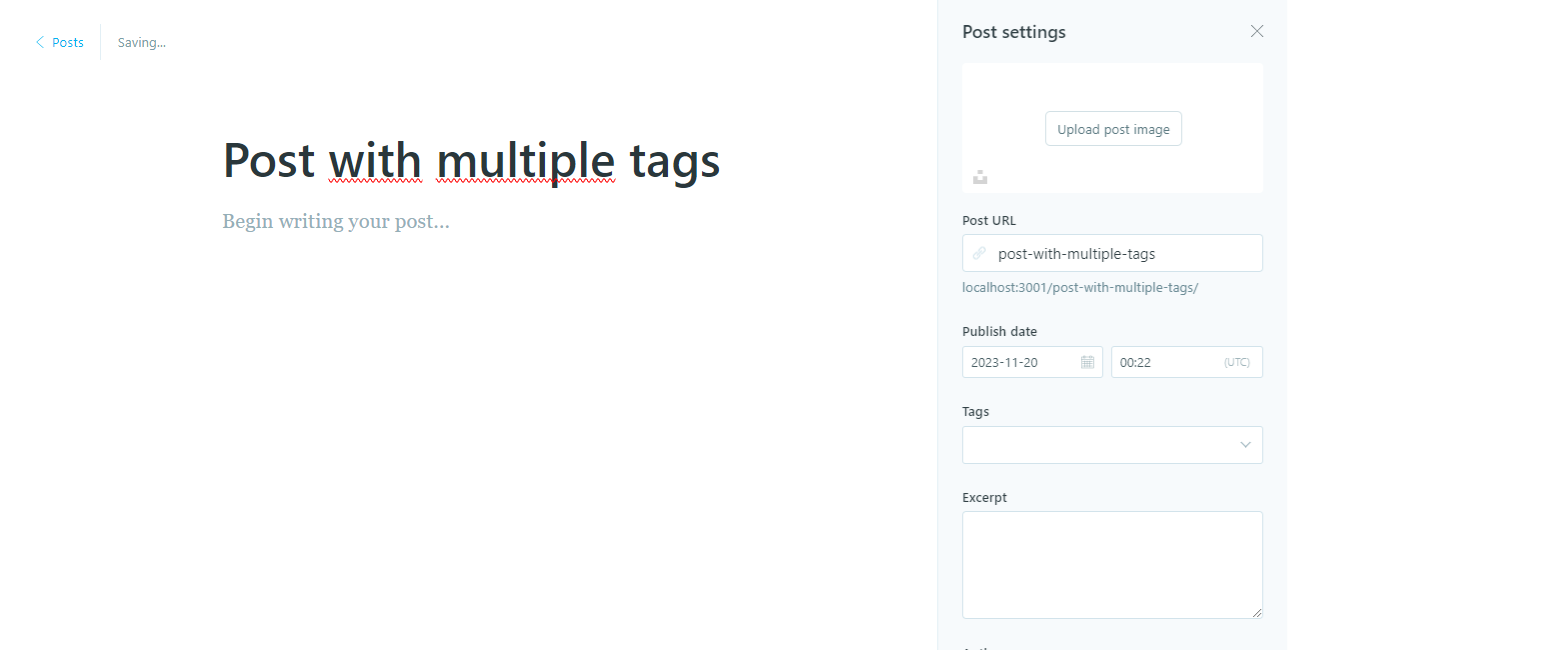 Posts
Saving...
Post with multiple tags
Begin writing your post...
Post settings
Upload post image
Post URL
post-with-multiple-tags
localhost:3001/post-with-multiple-tags/
Publish date
2023-11-20
00:22 (UTC)
Tags
Excerpt